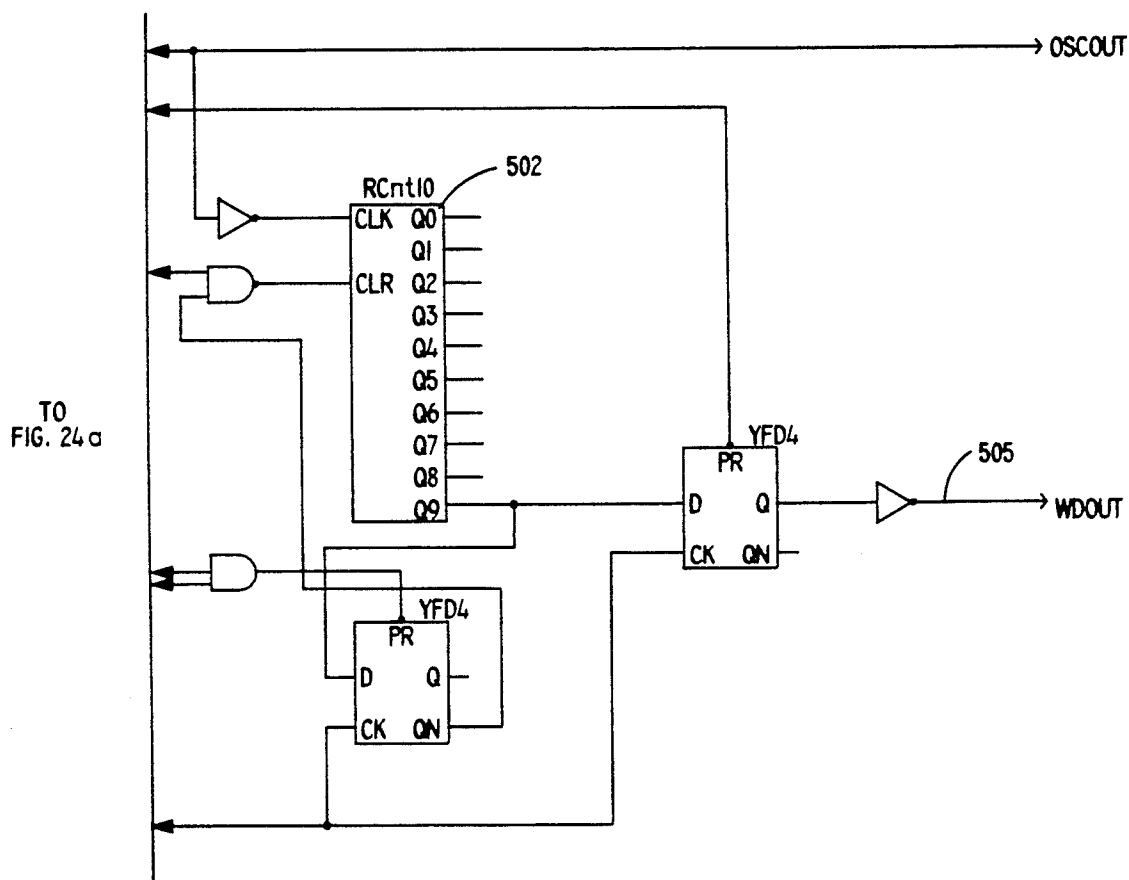 OSCOUT
502
RCnt10
CLK Q0
Q1
CLR Q2
Q3
Q4
Q5
Q6
Q7
Q8
Q9
TO
FIG. 24a
YFD4
PR
D Q
CK QN
505
WDOUT
YFD4
PR
D Q
CK QN